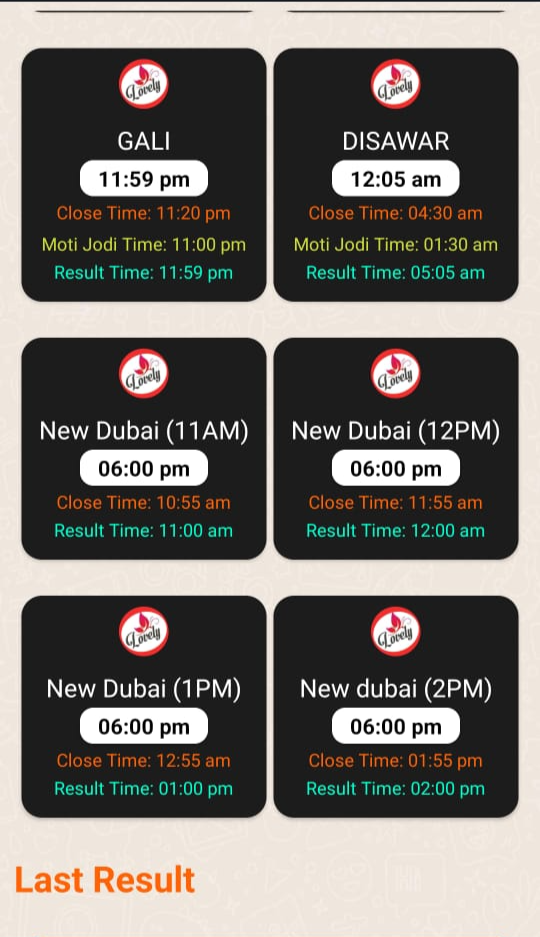 Lovely
GALI
11:59 pm
Close Time: 11:20 pm
Moti Jodi Time: 11:00 pm
Result Time: 11:59 pm
Lovely
DISAWAR
12:05 am
Close Time: 04:30 am
Moti Jodi Time: 01:30 am
Result Time: 05:05 am
Lovely
New Dubai (11AM)
06:00 pm
Close Time: 10:55 am
Result Time: 11:00 am
Lovely
New Dubai (12PM)
06:00 pm
Close Time: 11:55 am
Result Time: 12:00 am
Lovely
New Dubai (1PM)
06:00 pm
Close Time: 12:55 am
Result Time: 01:00 pm
Lovely
New dubai (2PM)
06:00 pm
Close Time: 01:55 pm
Result Time: 02:00 pm
Last Result